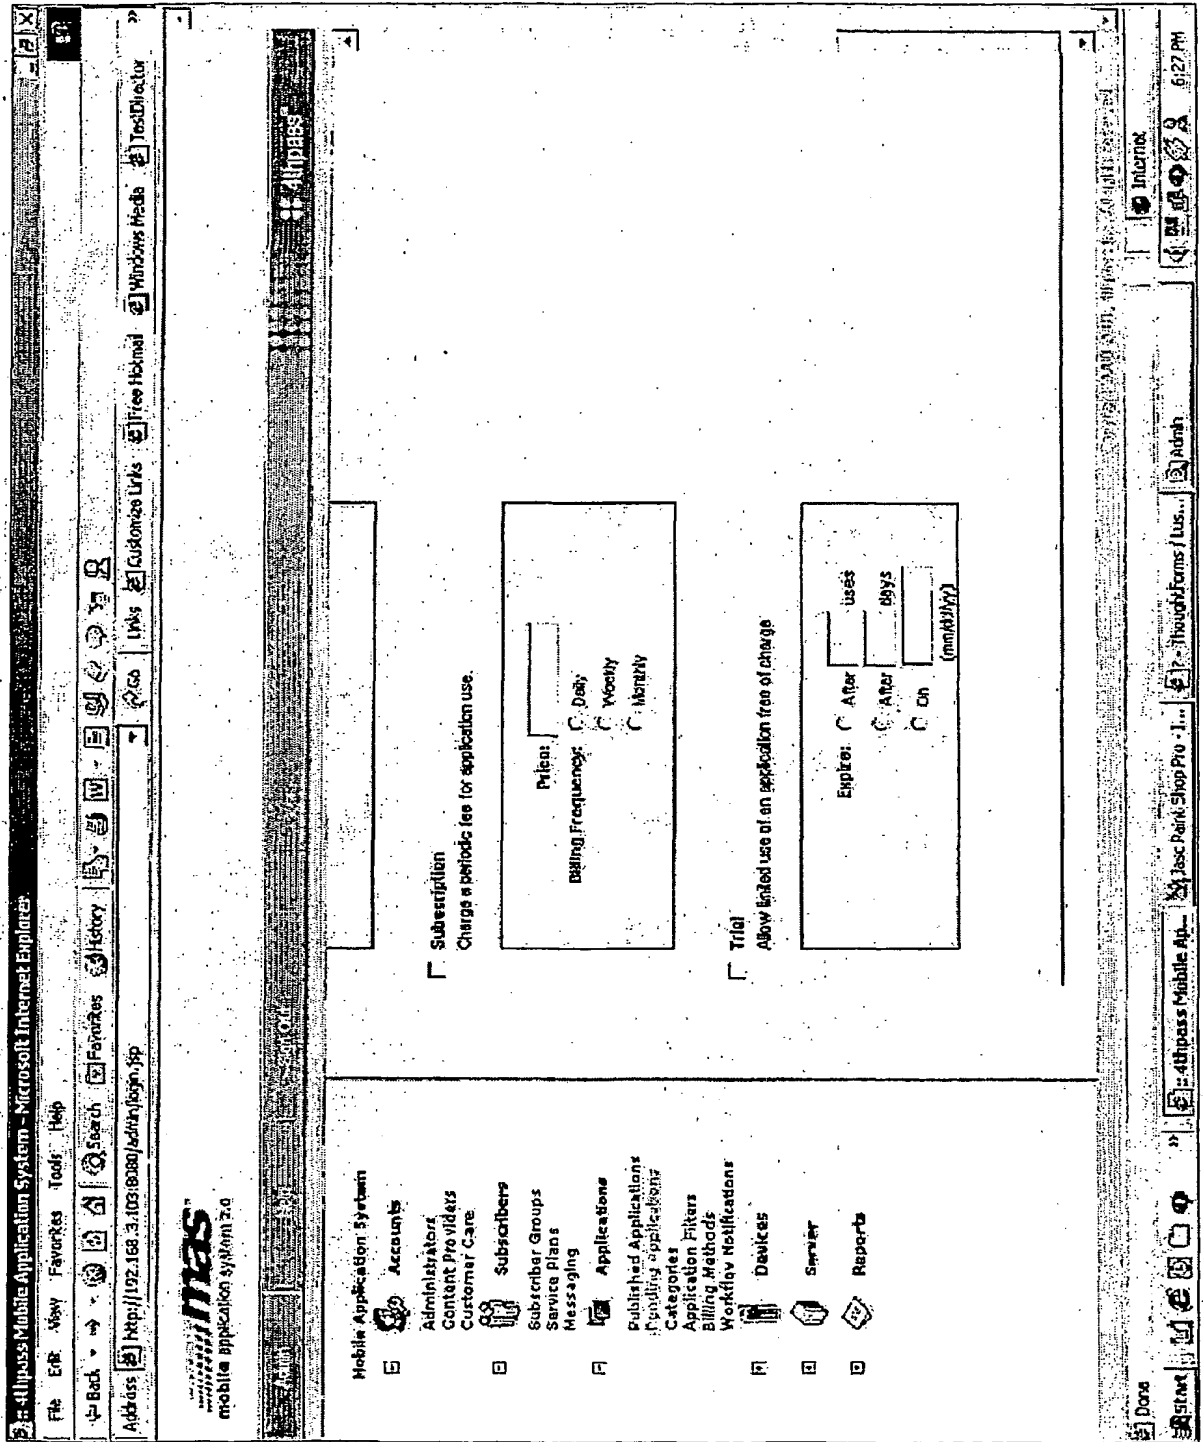 :: 4thpass Mobile Application System - Microsoft Internet Explorer
File Edit View Favorites Tools Help
Back Search Favorites History
Address http://192.168.3.103:8080/admin/login.jsp Go Links Customize Links Free Hotmail Windows Media TestDirector
mas
mobile application system 2.0
4thpass
Mobile Application System
Accounts
Administrators
Content Providers
Customer Care
Subscribers
Subscriber Groups
Service Plans
Messaging
Applications
Published Applications
Pending Applications
Categories
Application Filters
Billing Methods
Workflow Notifications
Devices
Server
Reports
Subscription
Charge a periodic fee for application use.
Price:
Billing Frequency: Daily
Weekly
Monthly
Trial
Allow limited use of an application free of charge
Expires: After uses
After days
On
(mm/dd/yy)
Done Internet
Start :: 4thpass Mobile Ap... Jasc Paint Shop Pro - I... ? - ThoughtForms / Lus... Admin 6:27 PM